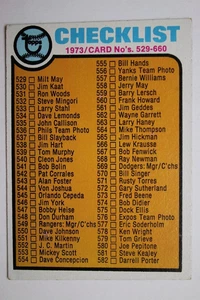 CHECKLIST
1973/CARD No's. 529-660
529 Milt May
530 Jim Kaat
531 Ron Woods
532 Steve Mingori
533 Larry Stahl
534 Dave Lemonds
535 John Callison
536 Phils Team
537 Bill Slayback
538 Jim Hart
539 Tom Murphy
540 Cleon Jones
541 Bob Bolin
542 Pat Corrales
543 Alan Foster
544 Von Joshua
545 Orlando Cepeda
546 Jim York
547 Bobby Heise
548 Don Durham
549 Rangers: Mgr/C'chs
550 Dave Johnson
551 Mike Kilkenny
552 J. C. Martin
553 Mickey Scott
554 Dave Concepcion
555 Bill Hands
556 Yanks Team Photo
557 Bernie Williams
558 Jerry May
559 Barry Lersch
560 Frank Howard
561 Jim Geddes
562 Wayne Garrett
563 Larry Haney
564 Mike Thompson
565 Jim Hickman
566 Lew Krausse
567 Bob Fenwick
568 Ray Newman
569 Dodgers: Mgr/C'chs
570 Bill Singer
571 Rusty Torres
572 Gary Sutherland
573 Fred Beene
574 Bob Didier
575 Dock Ellis
576 Expos Team Photo
577 Eric Soderholm
578 Ken Wright
579 Tom Grieve
580 Joe Pepitone
581 Steve Kealey
582 Darrell Porter